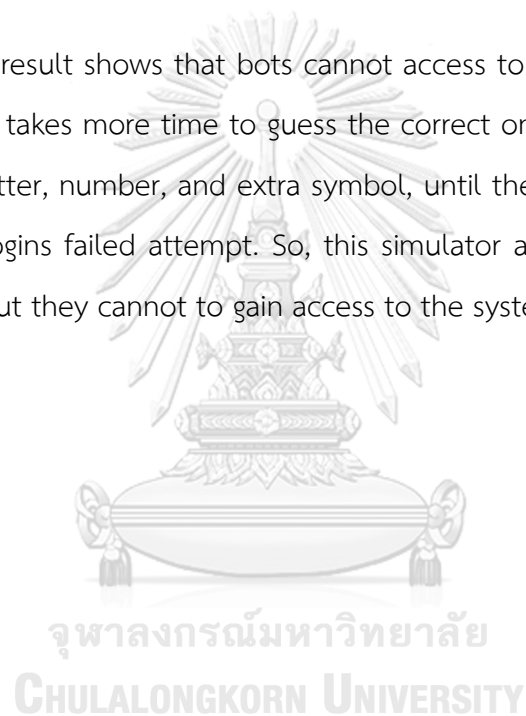 result shows that bots cannot access to
takes more time to guess the correct or
tter, number, and extra symbol, until the
ogins failed attempt. So, this simulator a
ut they cannot to gain access to the syste
จุฬาลงกรณ์มหาวิทยาลัย
CHULALONGKORN UNIVERSITY